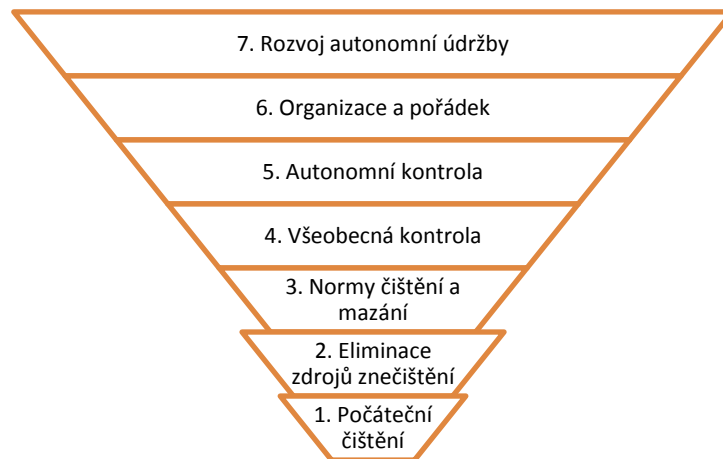 7. Rozvoj autonomní údržby
6. Organizace a pořádek
5. Autonomní kontrola
4. Všeobecná kontrola
3. Normy čištění a
mazání
2. Eliminace
zdrojů znečištění
1. Počáteční
čištění